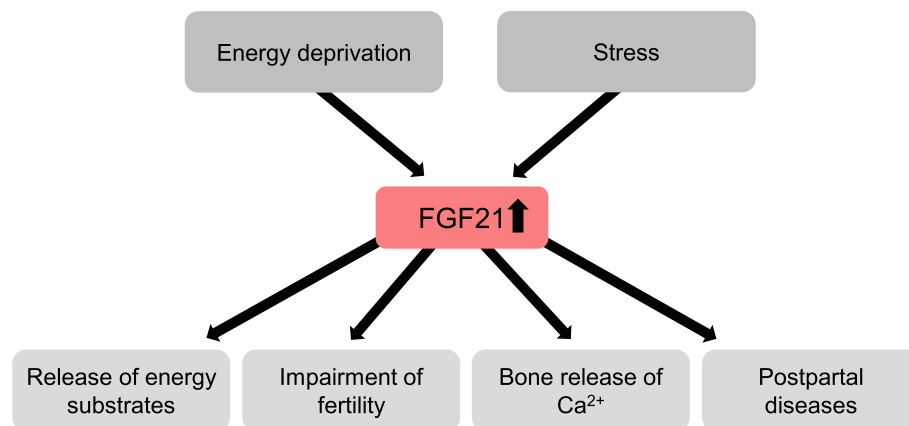 Energy deprivation
Stress
FGF21
Release of energy
substrates
Impairment of
fertility
Bone release of
Ca²⁺
Postpartal
diseases